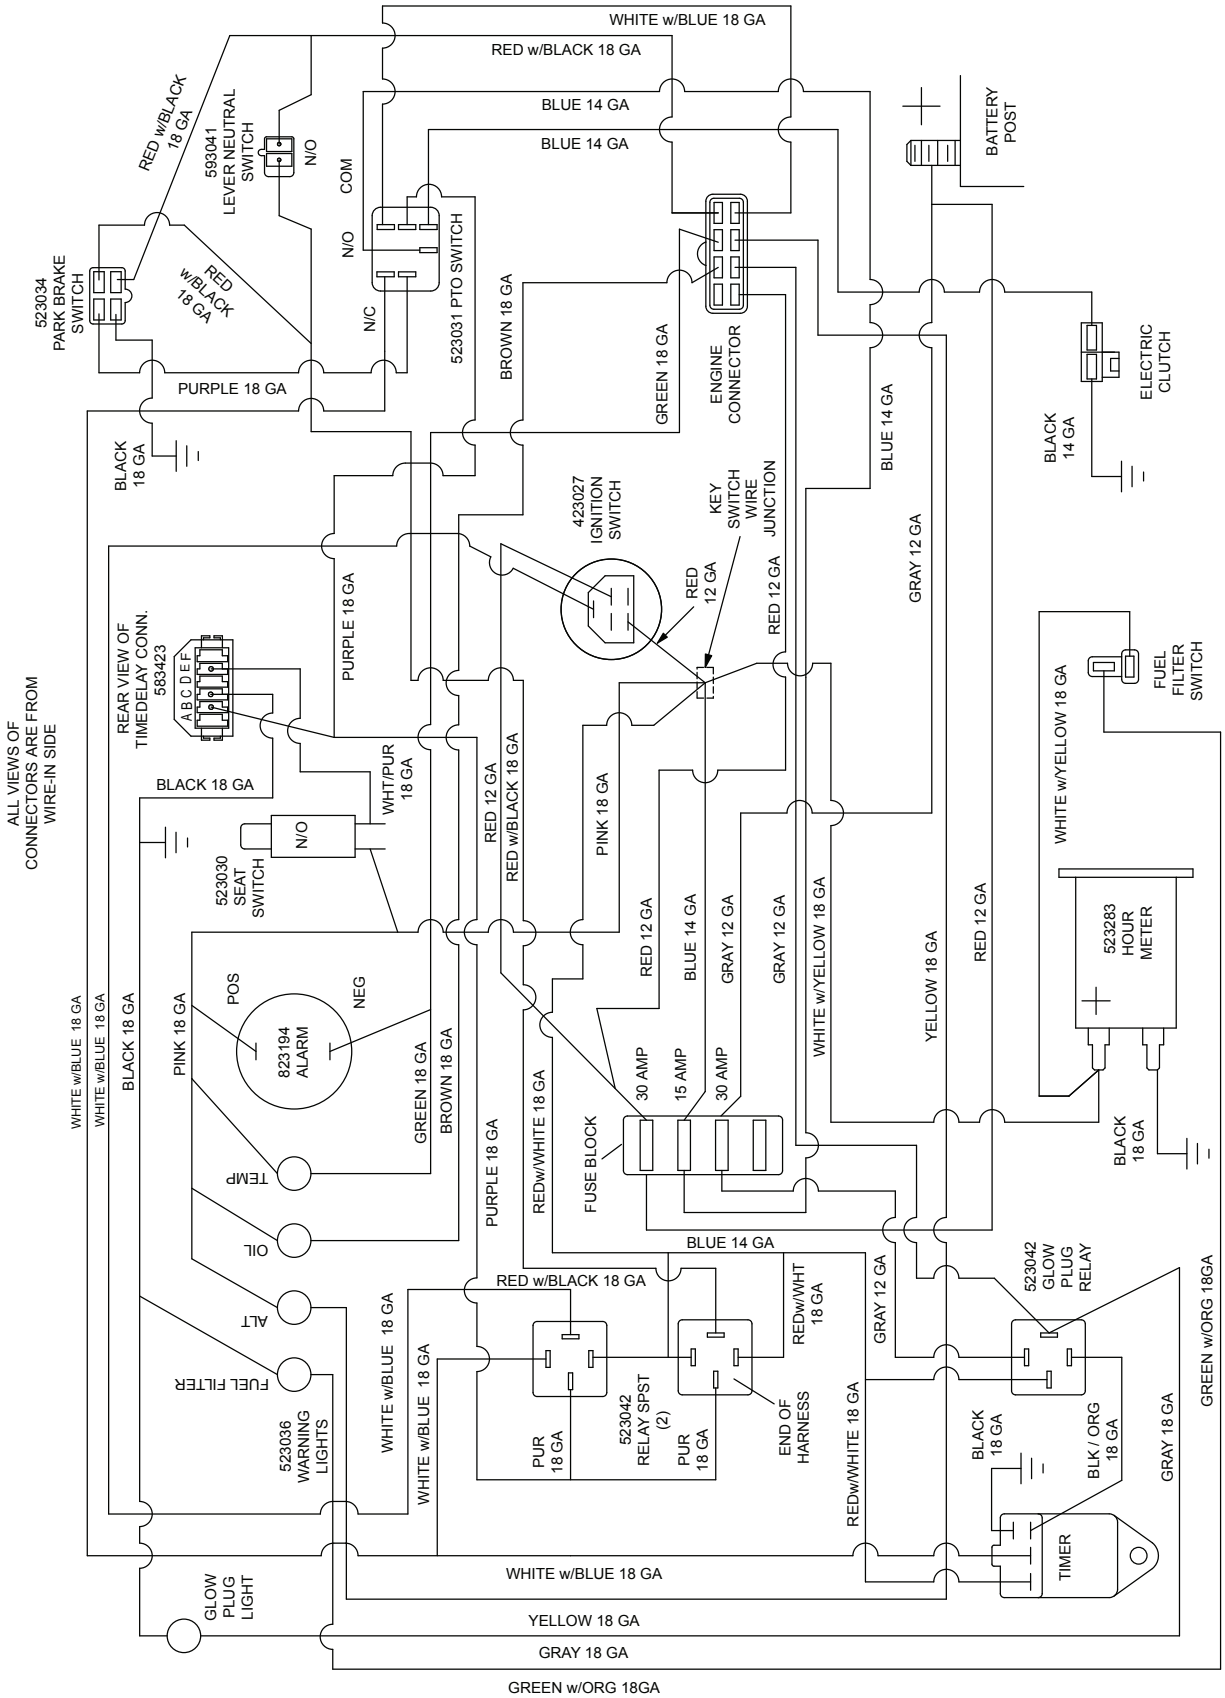 WHITE w/BLUE 18 GA
RED w/BLACK 18 GA
BLUE 14 GA
BLUE 14 GA
RED w/BLACK
18 GA
593041
LEVER NEUTRAL
SWITCH
N/O
COM
N/O
N/C
523031 PTO SWITCH
523034
PARK BRAKE
SWITCH
RED
w/BLACK
18 GA
PURPLE 18 GA
BLACK
18 GA
BROWN 18 GA
GREEN 18 GA
ENGINE
CONNECTOR
BATTERY
POST
ELECTRIC
CLUTCH
BLACK
14 GA
BLUE 14 GA
GRAY 12 GA
423027
IGNITION
SWITCH
KEY
SWITCH
WIRE
JUNCTION
RED
12 GA
RED 12 GA
PURPLE 18 GA
REAR VIEW OF
TIMEDELAY CONN.
583423
A B C D E F
ALL VIEWS OF
CONNECTORS ARE FROM
WIRE-IN SIDE
BLACK 18 GA
WHT/PUR
18 GA
N/O
523030
SEAT
SWITCH
RED 12 GA
RED w/BLACK 18 GA
PINK 18 GA
RED 12 GA
BLUE 14 GA
GRAY 12 GA
GRAY 12 GA
WHITE w/YELLOW 18 GA
YELLOW 18 GA
RED 12 GA
WHITE w/YELLOW 18 GA
FUEL
FILTER
SWITCH
523283
HOUR
METER
BLACK
18 GA
WHITE w/BLUE 18 GA
WHITE w/BLUE 18 GA
BLACK 18 GA
PINK 18 GA
POS
NEG
823194
ALARM
GREEN 18 GA
BROWN 18 GA
30 AMP
15 AMP
30 AMP
FUSE BLOCK
PURPLE 18 GA
REDw/WHITE 18 GA
TEMP
OIL
ALT
FUEL FILTER
523036
WARNING
LIGHTS
BLUE 14 GA
RED w/BLACK 18 GA
WHITE w/BLUE 18 GA
WHITE w/BLUE 18 GA
REDw/WHT
18 GA
GRAY 12 GA
523042
GLOW
PLUG
RELAY
PUR
18 GA
523042
RELAY SPST
(2)
PUR
18 GA
END OF
HARNESS
REDw/WHITE 18 GA
BLACK
18 GA
BLK / ORG
18 GA
GRAY 18 GA
GREEN w/ORG 18GA
TIMER
GLOW
PLUG
LIGHT
WHITE w/BLUE 18 GA
YELLOW 18 GA
GRAY 18 GA
GREEN w/ORG 18GA